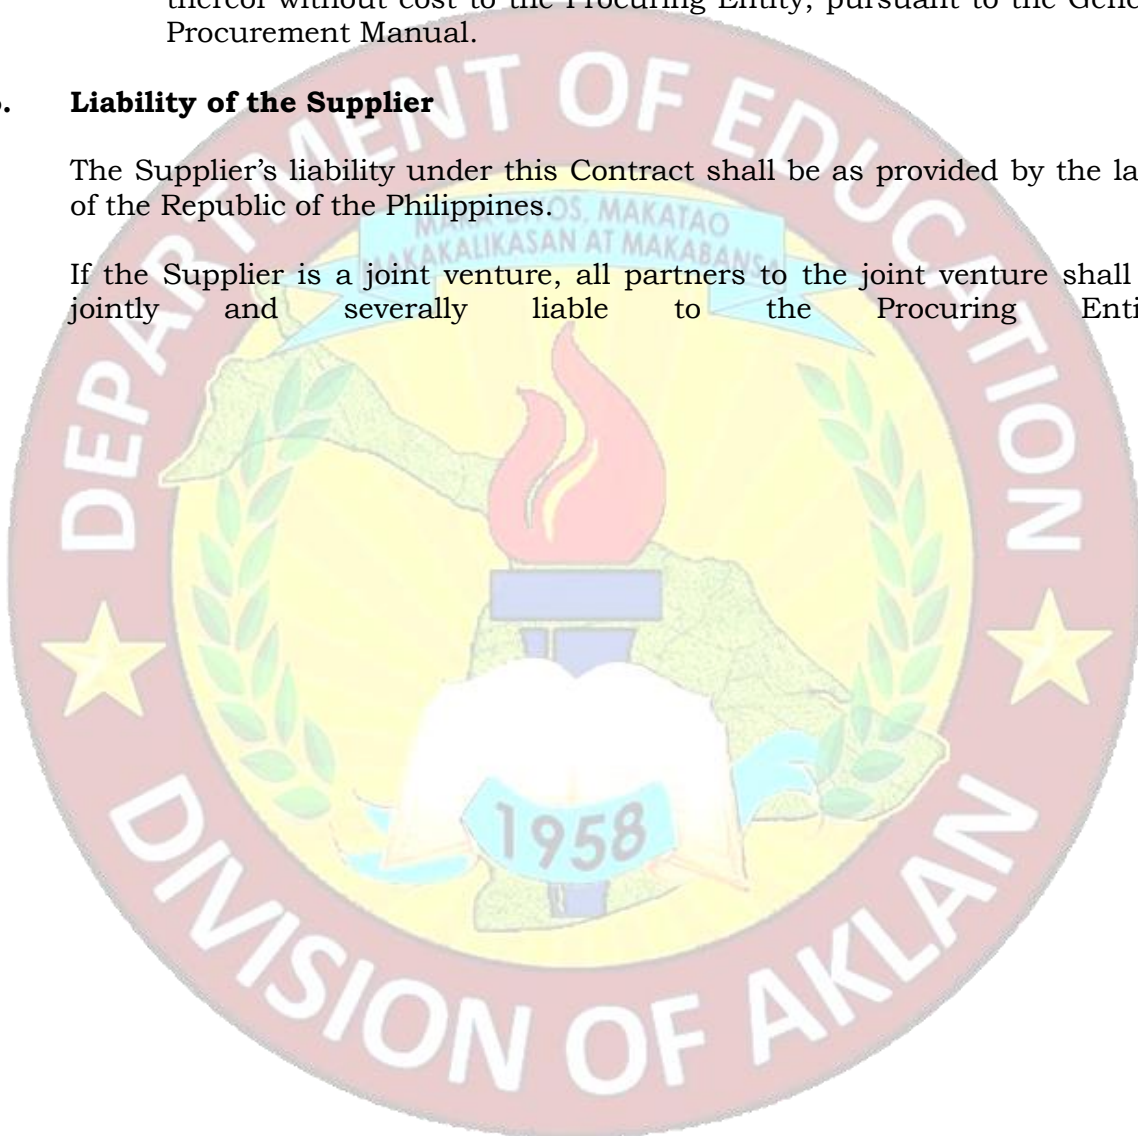 thereof without cost to the Procuring Entity, pursuant to the Gene
Procurement Manual.
Liability of the Supplier
The Supplier's liability under this Contract shall be as provided by the la
of the Republic of the Philippines.
If the Supplier is a joint venture, all partners to the joint venture shall
jointly and severally liable to the Procuring Enti
DEPARTMENT OF EDUCATION
MAKATAO
MAKAKALIKASAN AT MAKABANSA
1958
DIVISION OF AKLAN